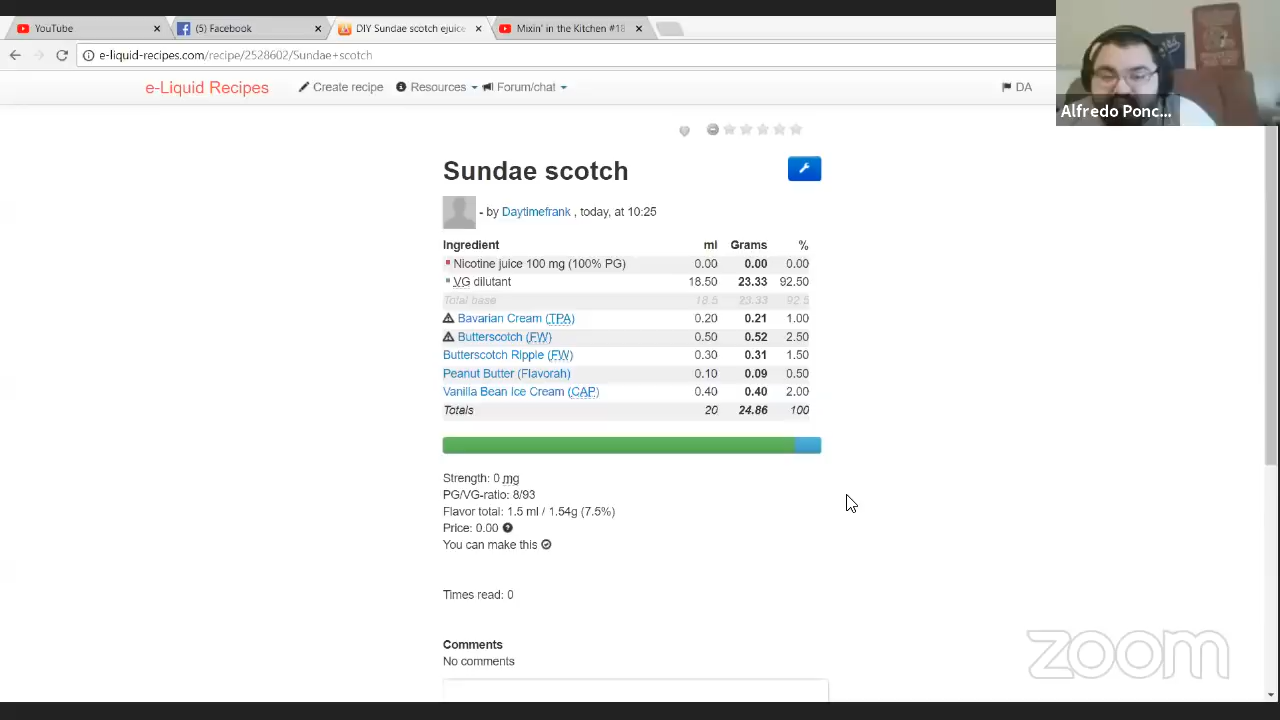 YouTube
(5) Facebook
DIY Sundae scotch ejuice
Mixin' in the Kitchen #18
e-liquid-recipes.com/recipe/2528602/Sundae+scotch
e-Liquid Recipes Create recipe Resources Forum/chat DA
Alfredo Ponc...
Sundae scotch
- by Daytimefrank , today, at 10:25
Ingredient ml Grams %
Nicotine juice 100 mg (100% PG) 0.00 0.00 0.00
VG dilutant 18.50 23.33 92.50
Total base 18.5 23.33 92.5
Bavarian Cream (TPA) 0.20 0.21 1.00
Butterscotch (FW) 0.50 0.52 2.50
Butterscotch Ripple (FW) 0.30 0.31 1.50
Peanut Butter (Flavorah) 0.10 0.09 0.50
Vanilla Bean Ice Cream (CAP) 0.40 0.40 2.00
Totals 20 24.86 100
Strength: 0 mg
PG/VG-ratio: 8/93
Flavor total: 1.5 ml / 1.54g (7.5%)
Price: 0.00
You can make this
Times read: 0
Comments
No comments
zoom